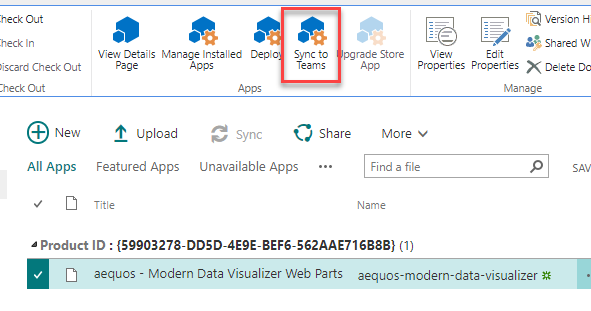 Check Out
Check In
Discard Check Out
Check Out
View Details Page
Manage Installed Apps
Deploy
Sync to Teams
Upgrade Store App
Apps
View Properties
Edit Properties
Version H
Shared W
Delete Do
Manage
New
Upload
Sync
Share
More
All Apps
Featured Apps
Unavailable Apps
...
Find a file
SAV
Title
Name
Product ID : {59903278-DD5D-4E9E-BEF6-562AAE716B8B} (1)
aequos - Modern Data Visualizer Web Parts
aequos-modern-data-visualizer